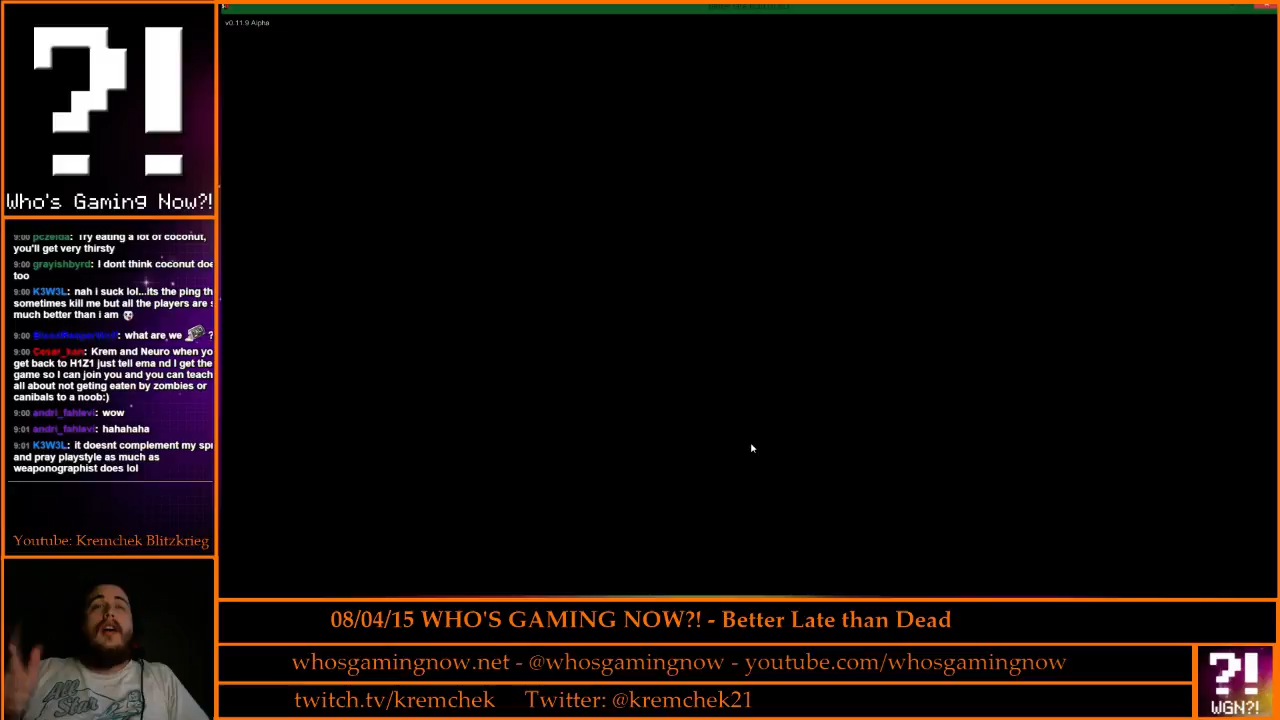 v0.11.9 Alpha
?!
Who's Gaming Now?!
9:00 pczelda: Try eating a lot of coconut,
you'll get very thirsty
9:00 grayishbyrd: I dont think coconut doe
too
9:00 K3W3L: nah i suck lol...its the ping th
sometimes kill me but all the players are s
much better than i am
9:00 what are we ?
9:00 Cesar_kan: Krem and Neuro when yo
get back to H1Z1 just tell ema nd I get the
game so I can join you and you can teach
all about not geting eaten by zombies or
canibals to a noob:)
9:00 andri_fahlevi: wow
9:01 andri_fahlevi: hahahaha
9:01 K3W3L: it doesnt complement my spr
and pray playstyle as much as
weaponographist does lol
Youtube: Kremchek Blitzkrieg
All
Star
08/04/15 WHO'S GAMING NOW?! - Better Late than Dead
whosgamingnow.net - @whosgamingnow - youtube.com/whosgamingnow
twitch.tv/kremchek Twitter: @kremchek21
?!
WGN?!